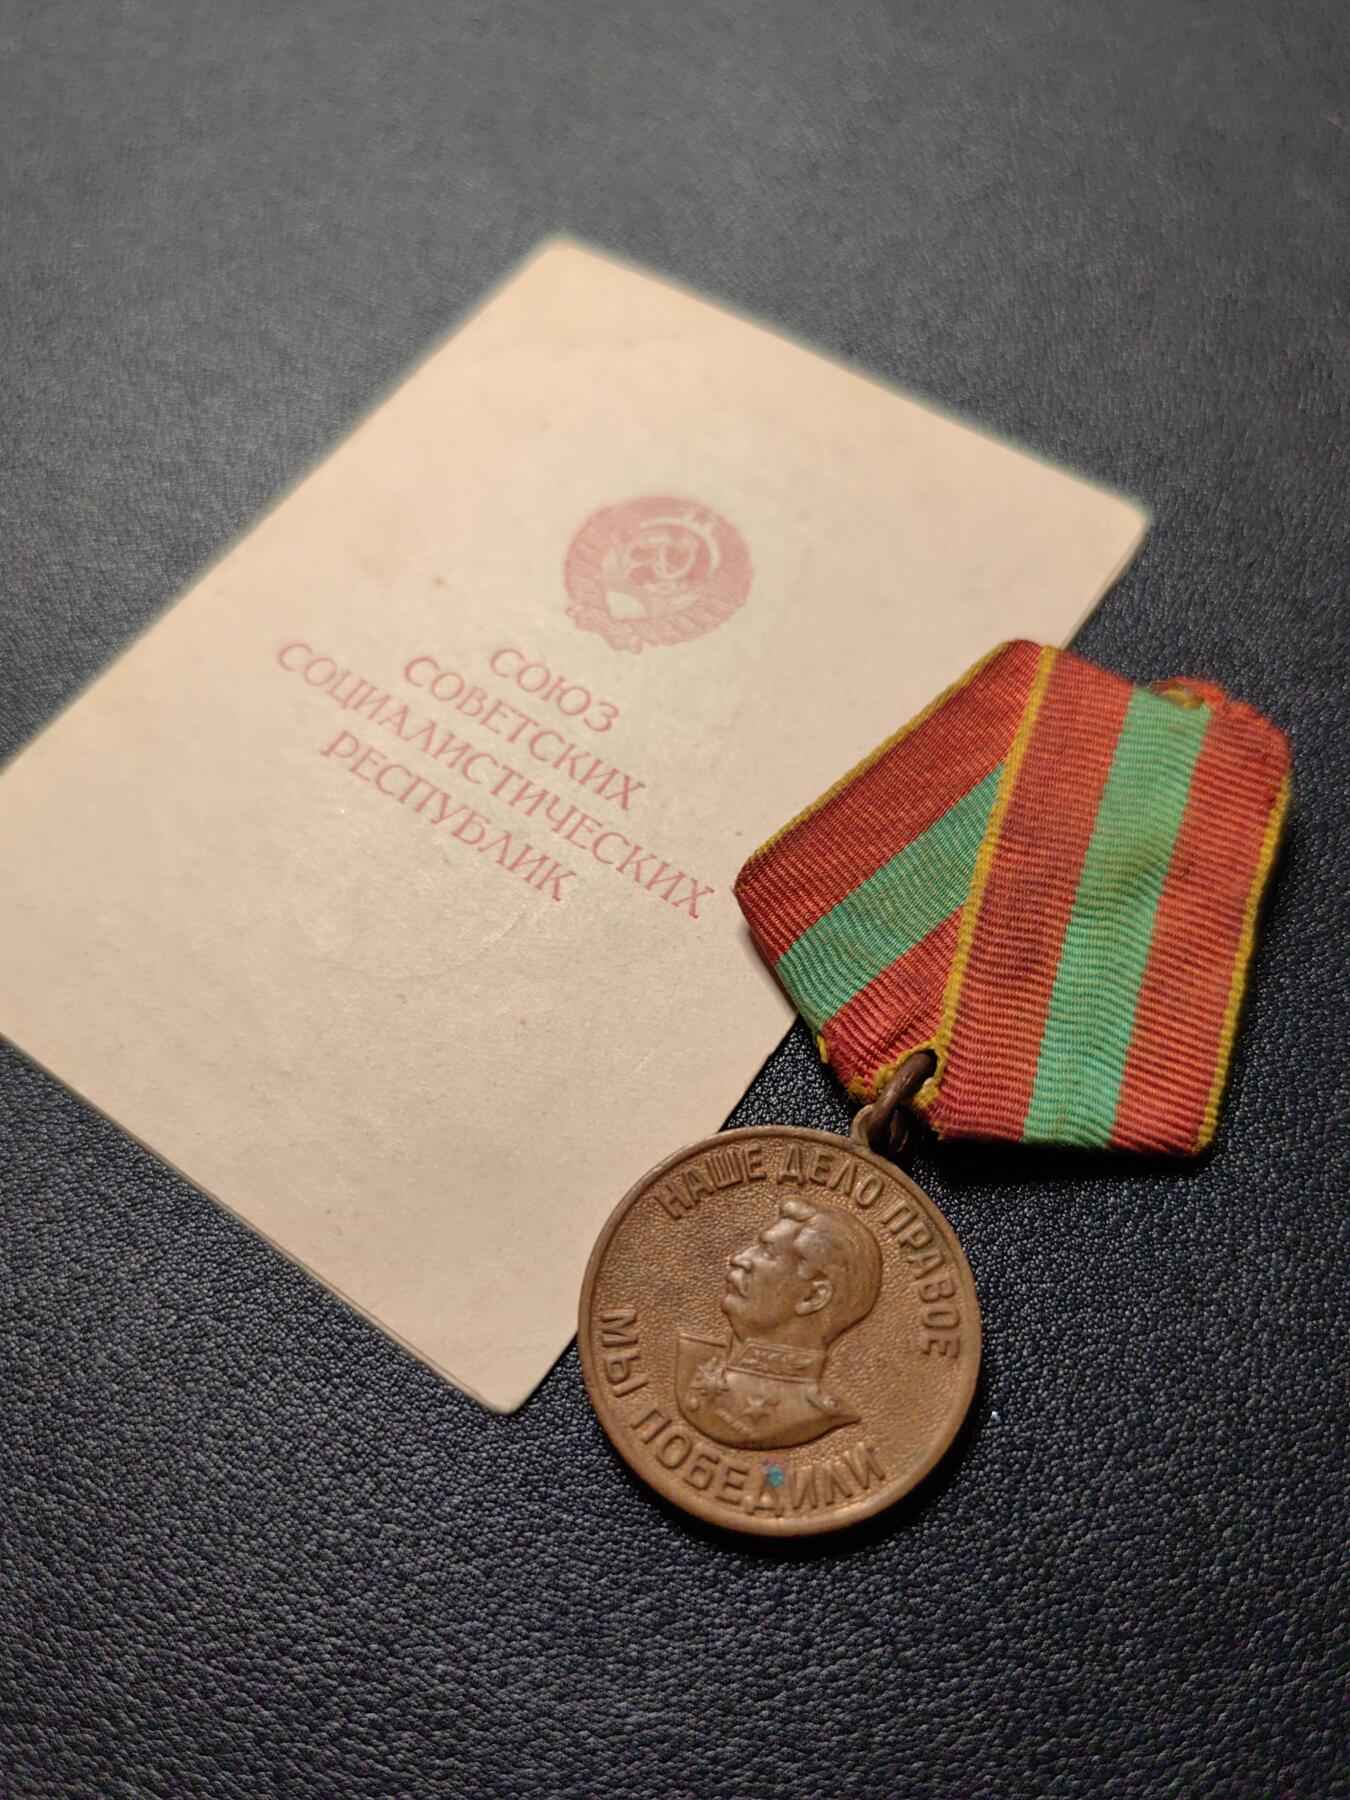 СОЮЗ
СОВЕТСКИХ
СОЦИАЛИСТИЧЕСКИХ
РЕСПУБЛИК
НАШЕ ДЕЛО ПРАВОЕ
МЫ ПОБЕДИЛИ